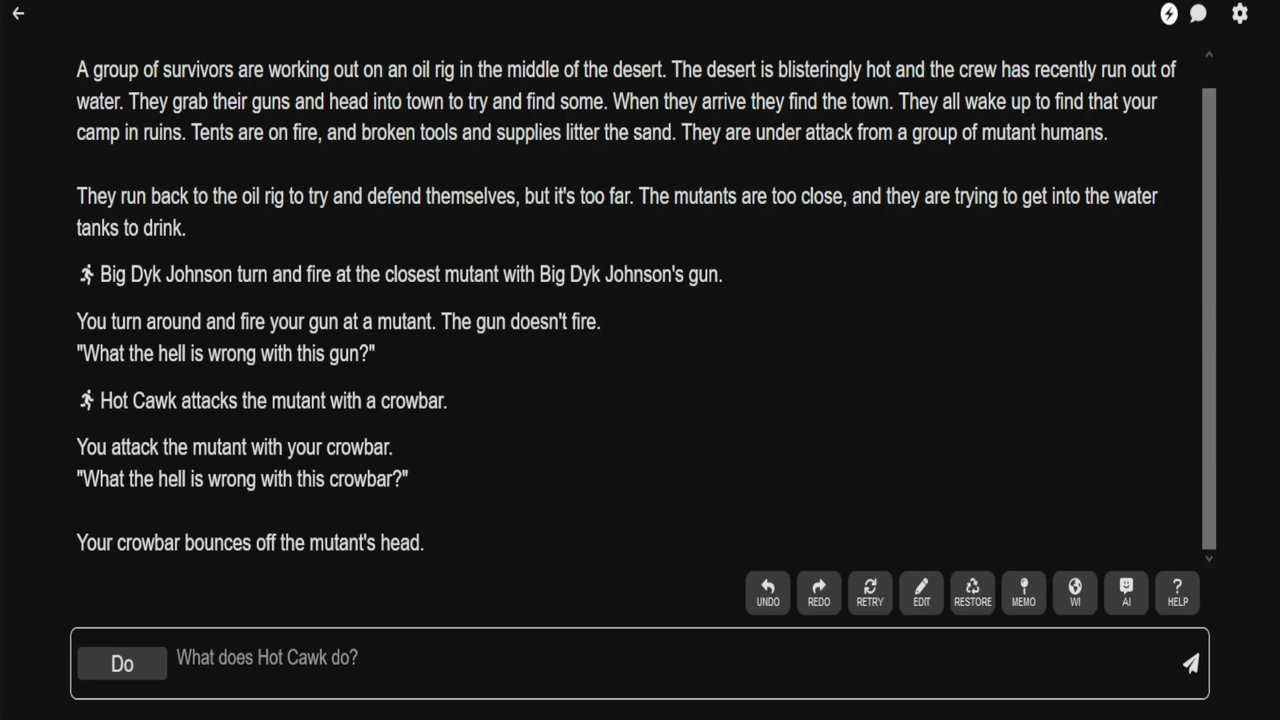 A group of survivors are working out on an oil rig in the middle of the desert. The desert is blisteringly hot and the crew has recently run out of
water. They grab their guns and head into town to try and find some. When they arrive they find the town. They all wake up to find that your
camp in ruins. Tents are on fire, and broken tools and supplies litter the sand. They are under attack from a group of mutant humans.
They run back to the oil rig to try and defend themselves, but it's too far. The mutants are too close, and they are trying to get into the water
tanks to drink.
Big Dyk Johnson turn and fire at the closest mutant with Big Dyk Johnson's gun.
You turn around and fire your gun at a mutant. The gun doesn't fire.
"What the hell is wrong with this gun?"
Hot Cawk attacks the mutant with a crowbar.
You attack the mutant with your crowbar.
"What the hell is wrong with this crowbar?"
Your crowbar bounces off the mutant's head.
UNDO REDO RETRY EDIT RESTORE MEMO WI AI HELP
Do What does Hot Cawk do?